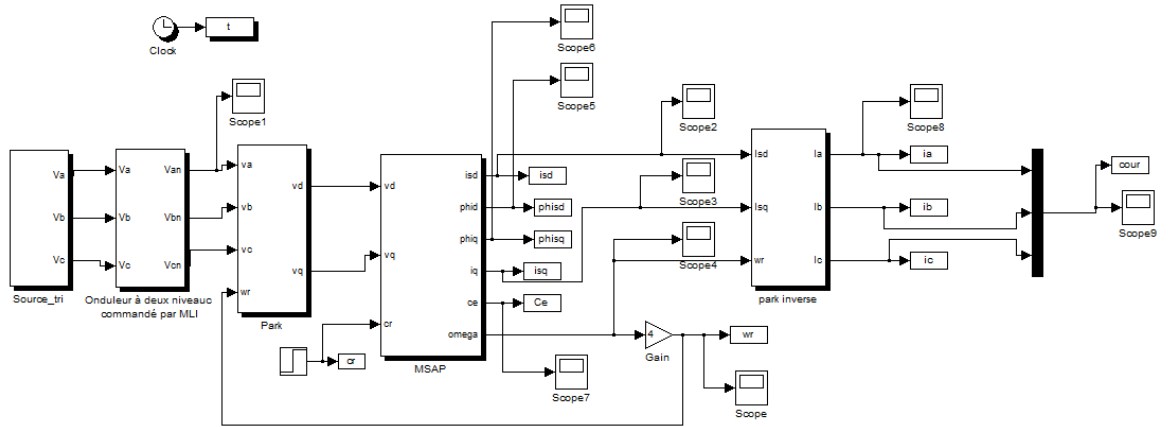 t
Clock
Scope6
Scope5
Scope1
Scope2
Scope8
Va
Vb
Vc
Source_tri
Va
Vb
Vc
Van
Vbn
Vcn
Onduleur à deux niveauc
commandé par MLI
va
vb
vc
wr
vd
vq
Park
vd
vq
cr
isd
phid
phiq
iq
ce
omega
MSAP
cr
isd
phisd
phisq
isq
Ce
Scope7
Scope3
Scope4
4
Gain
wr
Scope
Isd
Isq
wr
Ia
Ib
Ic
park inverse
ia
ib
ic
cour
Scope9